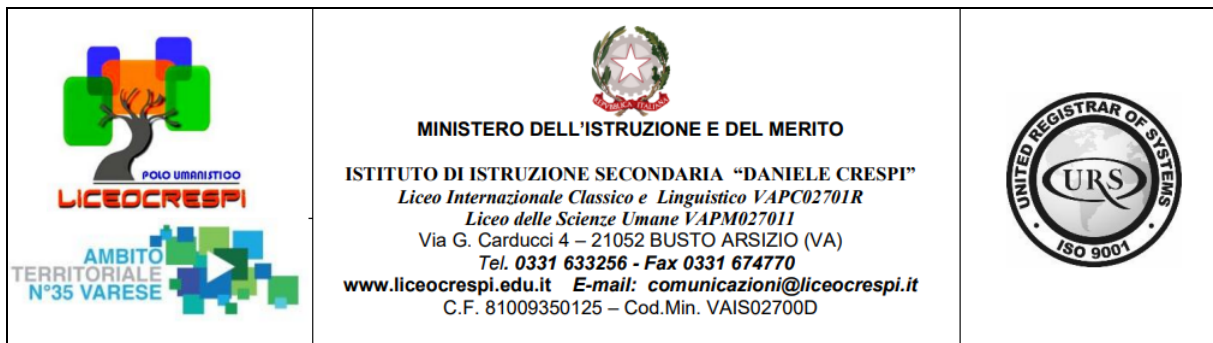 POLO UMANISTICO
LICEOCRESPI
AMBITO
TERRITORIALE
N°35 VARESE
REPVBBLICA ITALIANA
MINISTERO DELL'ISTRUZIONE E DEL MERITO
ISTITUTO DI ISTRUZIONE SECONDARIA “DANIELE CRESPI”
Liceo Internazionale Classico e Linguistico VAPC02701R
Liceo delle Scienze Umane VAPM027011
Via G. Carducci 4 – 21052 BUSTO ARSIZIO (VA)
Tel. 0331 633256 - Fax 0331 674770
www.liceocrespi.edu.it E-mail: comunicazioni@liceocrespi.it
C.F. 81009350125 – Cod.Min. VAIS02700D
UNITED REGISTRAR OF SYSTEMS
URS
ISO 9001